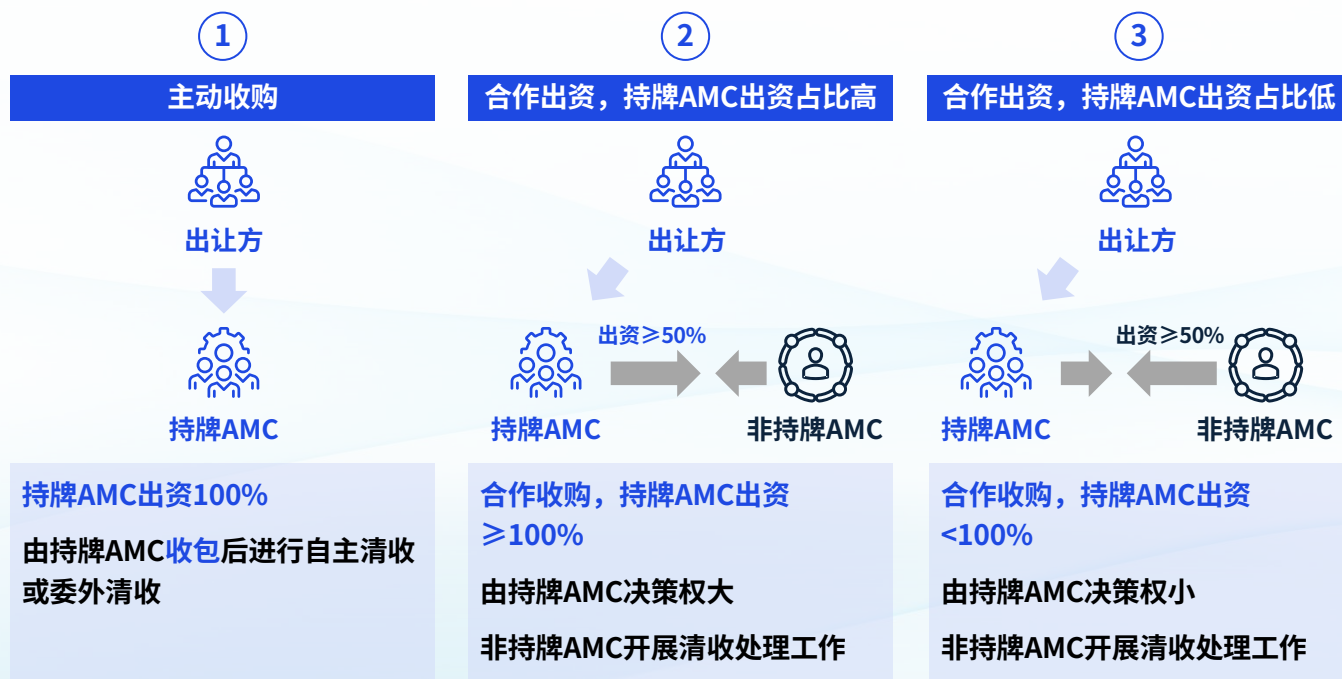 1
主动收购
出让方
持牌AMC
持牌AMC出资100%
由持牌AMC收包后进行自主清收
或委外清收
2
合作出资，持牌AMC出资占比高
出让方
出资≥50%
持牌AMC
非持牌AMC
合作收购，持牌AMC出资
≥100%
由持牌AMC决策权大
非持牌AMC开展清收处理工作
3
合作出资，持牌AMC出资占比低
出让方
出资≥50%
持牌AMC
非持牌AMC
合作收购，持牌AMC出资
<100%
由持牌AMC决策权小
非持牌AMC开展清收处理工作